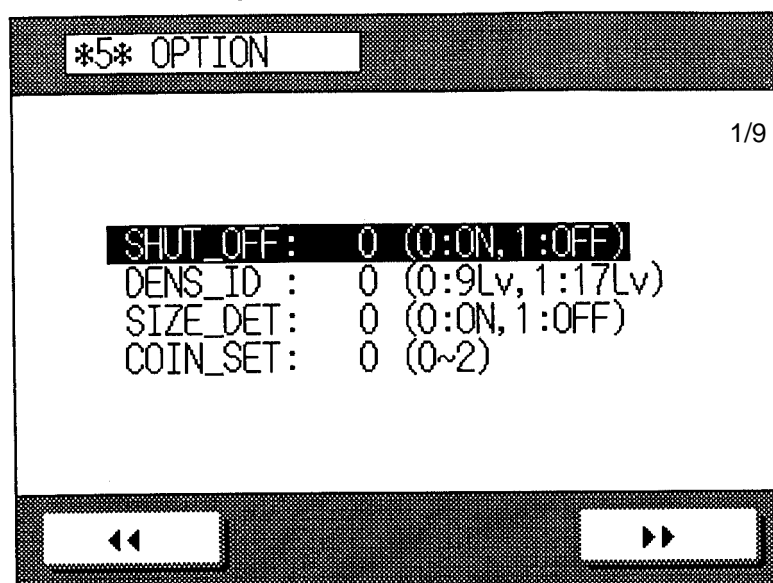 *5* OPTION
1/9
SHUT_OFF: 0 (0:ON,1:OFF)
DENS_ID : 0 (0:9Lv,1:17Lv)
SIZE_DET: 0 (0:ON,1:OFF)
COIN_SET: 0 (0~2)